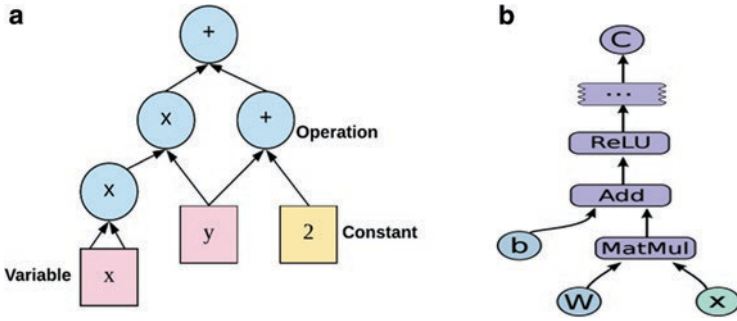 a
+
x
+
Operation
x
y
2
Constant
Variable
x
b
C
...
ReLU
Add
b
MatMul
W
x